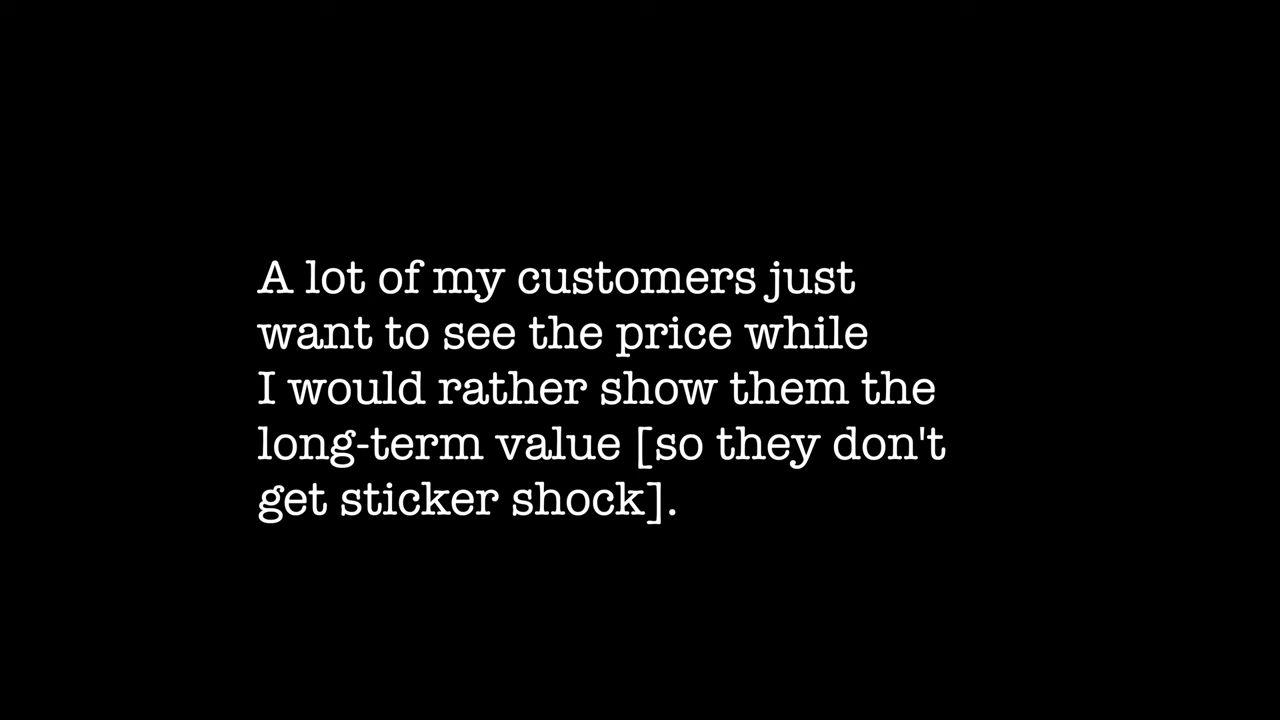 A lot of my customers just
want to see the price while
I would rather show them the
long-term value [so they don't
get sticker shock].